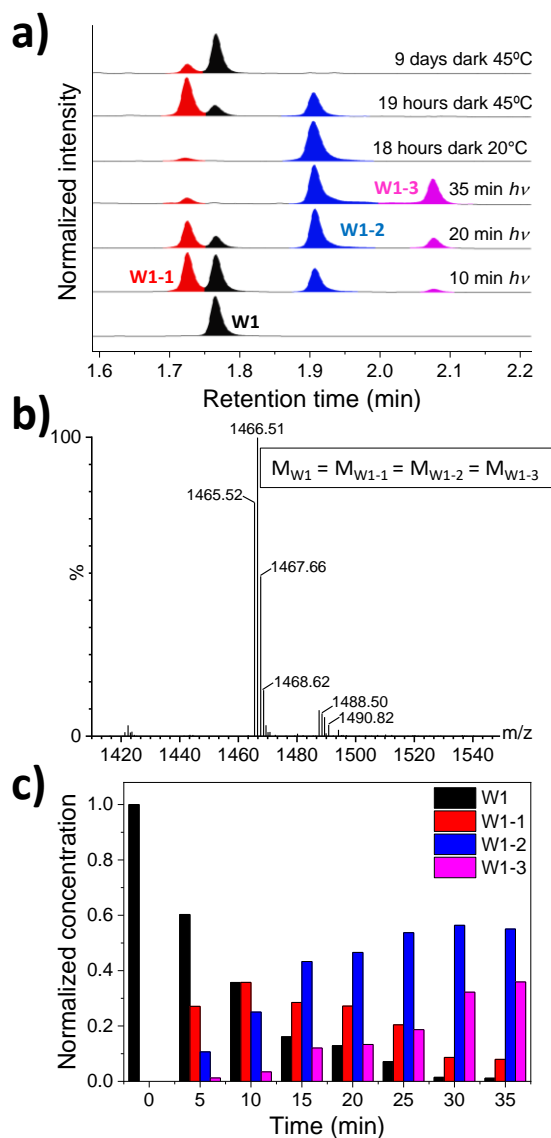 a)
Normalized intensity
9 days dark 45ºC
19 hours dark 45ºC
18 hours dark 20°C
W1-3
35 min hν
W1-2
20 min hν
W1-1
10 min hν
W1
1.6 1.7 1.8 1.9 2.0 2.1 2.2
Retention time (min)
b)
100
1466.51
M_W1 = M_W1-1 = M_W1-2 = M_W1-3
1465.52
%
1467.66
1468.62
1488.50
1490.82
0
1420 1440 1460 1480 1500 1520 1540
m/z
c)
Normalized concentration
1.0
0.8
0.6
0.4
0.2
0.0
W1
W1-1
W1-2
W1-3
0 5 10 15 20 25 30 35
Time (min)